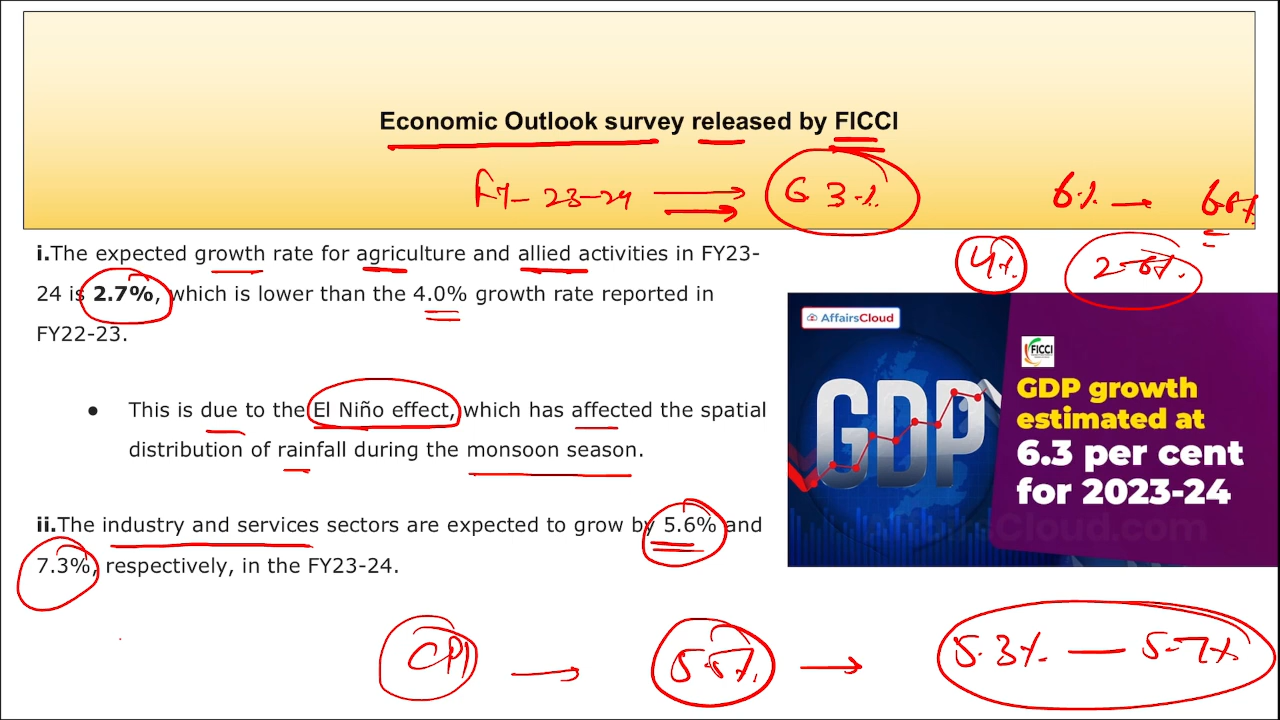 Economic Outlook survey released by FICCI
FY-23-24 6.3%
6% 6.6%
4%
i.The expected growth rate for agriculture and allied activities in FY23-
24 is 2.7%, which is lower than the 4.0% growth rate reported in
FY22-23.
● This is due to the El Niño effect, which has affected the spatial
distribution of rainfall during the monsoon season.
ii.The industry and services sectors are expected to grow by 5.6% and
7.3%, respectively, in the FY23-24.
AffairsCloud
FICCI
GDP
GDP growth
estimated at
6.3 per cent
for 2023-24
CPI → 5.5% → 5.3% — 5.7%